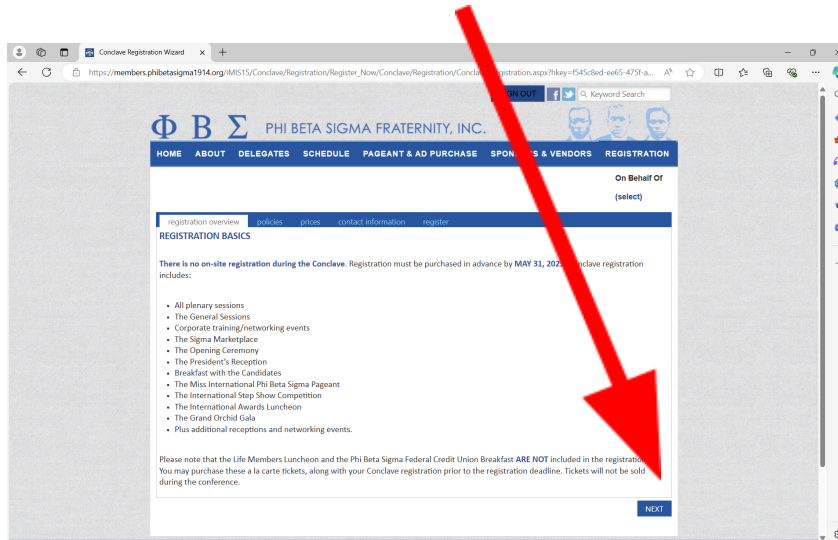 Conclave Registration Wizard
https://members.phibetasigma1914.org/iMIS15/Conclave/Registration/Register_Now/Conclave/Registration/Concla egistration.aspx?hkey=f545c8ed-ee65-475f-a...
N OUT Keyword Search
Φ Β Σ PHI BETA SIGMA FRATERNITY, INC.
HOME ABOUT DELEGATES SCHEDULE PAGEANT & AD PURCHASE SPON S & VENDORS REGISTRATION
On Behalf Of
(select)
registration overview policies prices contact information register
REGISTRATION BASICS
There is no on-site registration during the Conclave. Registration must be purchased in advance by MAY 31, 202 nclave registration
includes:
• All plenary sessions
• The General Sessions
• Corporate training/networking events
• The Sigma Marketplace
• The Opening Ceremony
• The President's Reception
• Breakfast with the Candidates
• The Miss International Phi Beta Sigma Pageant
• The International Step Show Competition
• The International Awards Luncheon
• The Grand Orchid Gala
• Plus additional receptions and networking events.
Please note that the Life Members Luncheon and the Phi Beta Sigma Federal Credit Union Breakfast ARE NOT included in the registratio
You may purchase these a la carte tickets, along with your Conclave registration prior to the registration deadline. Tickets will not be sold
during the conference.
NEXT